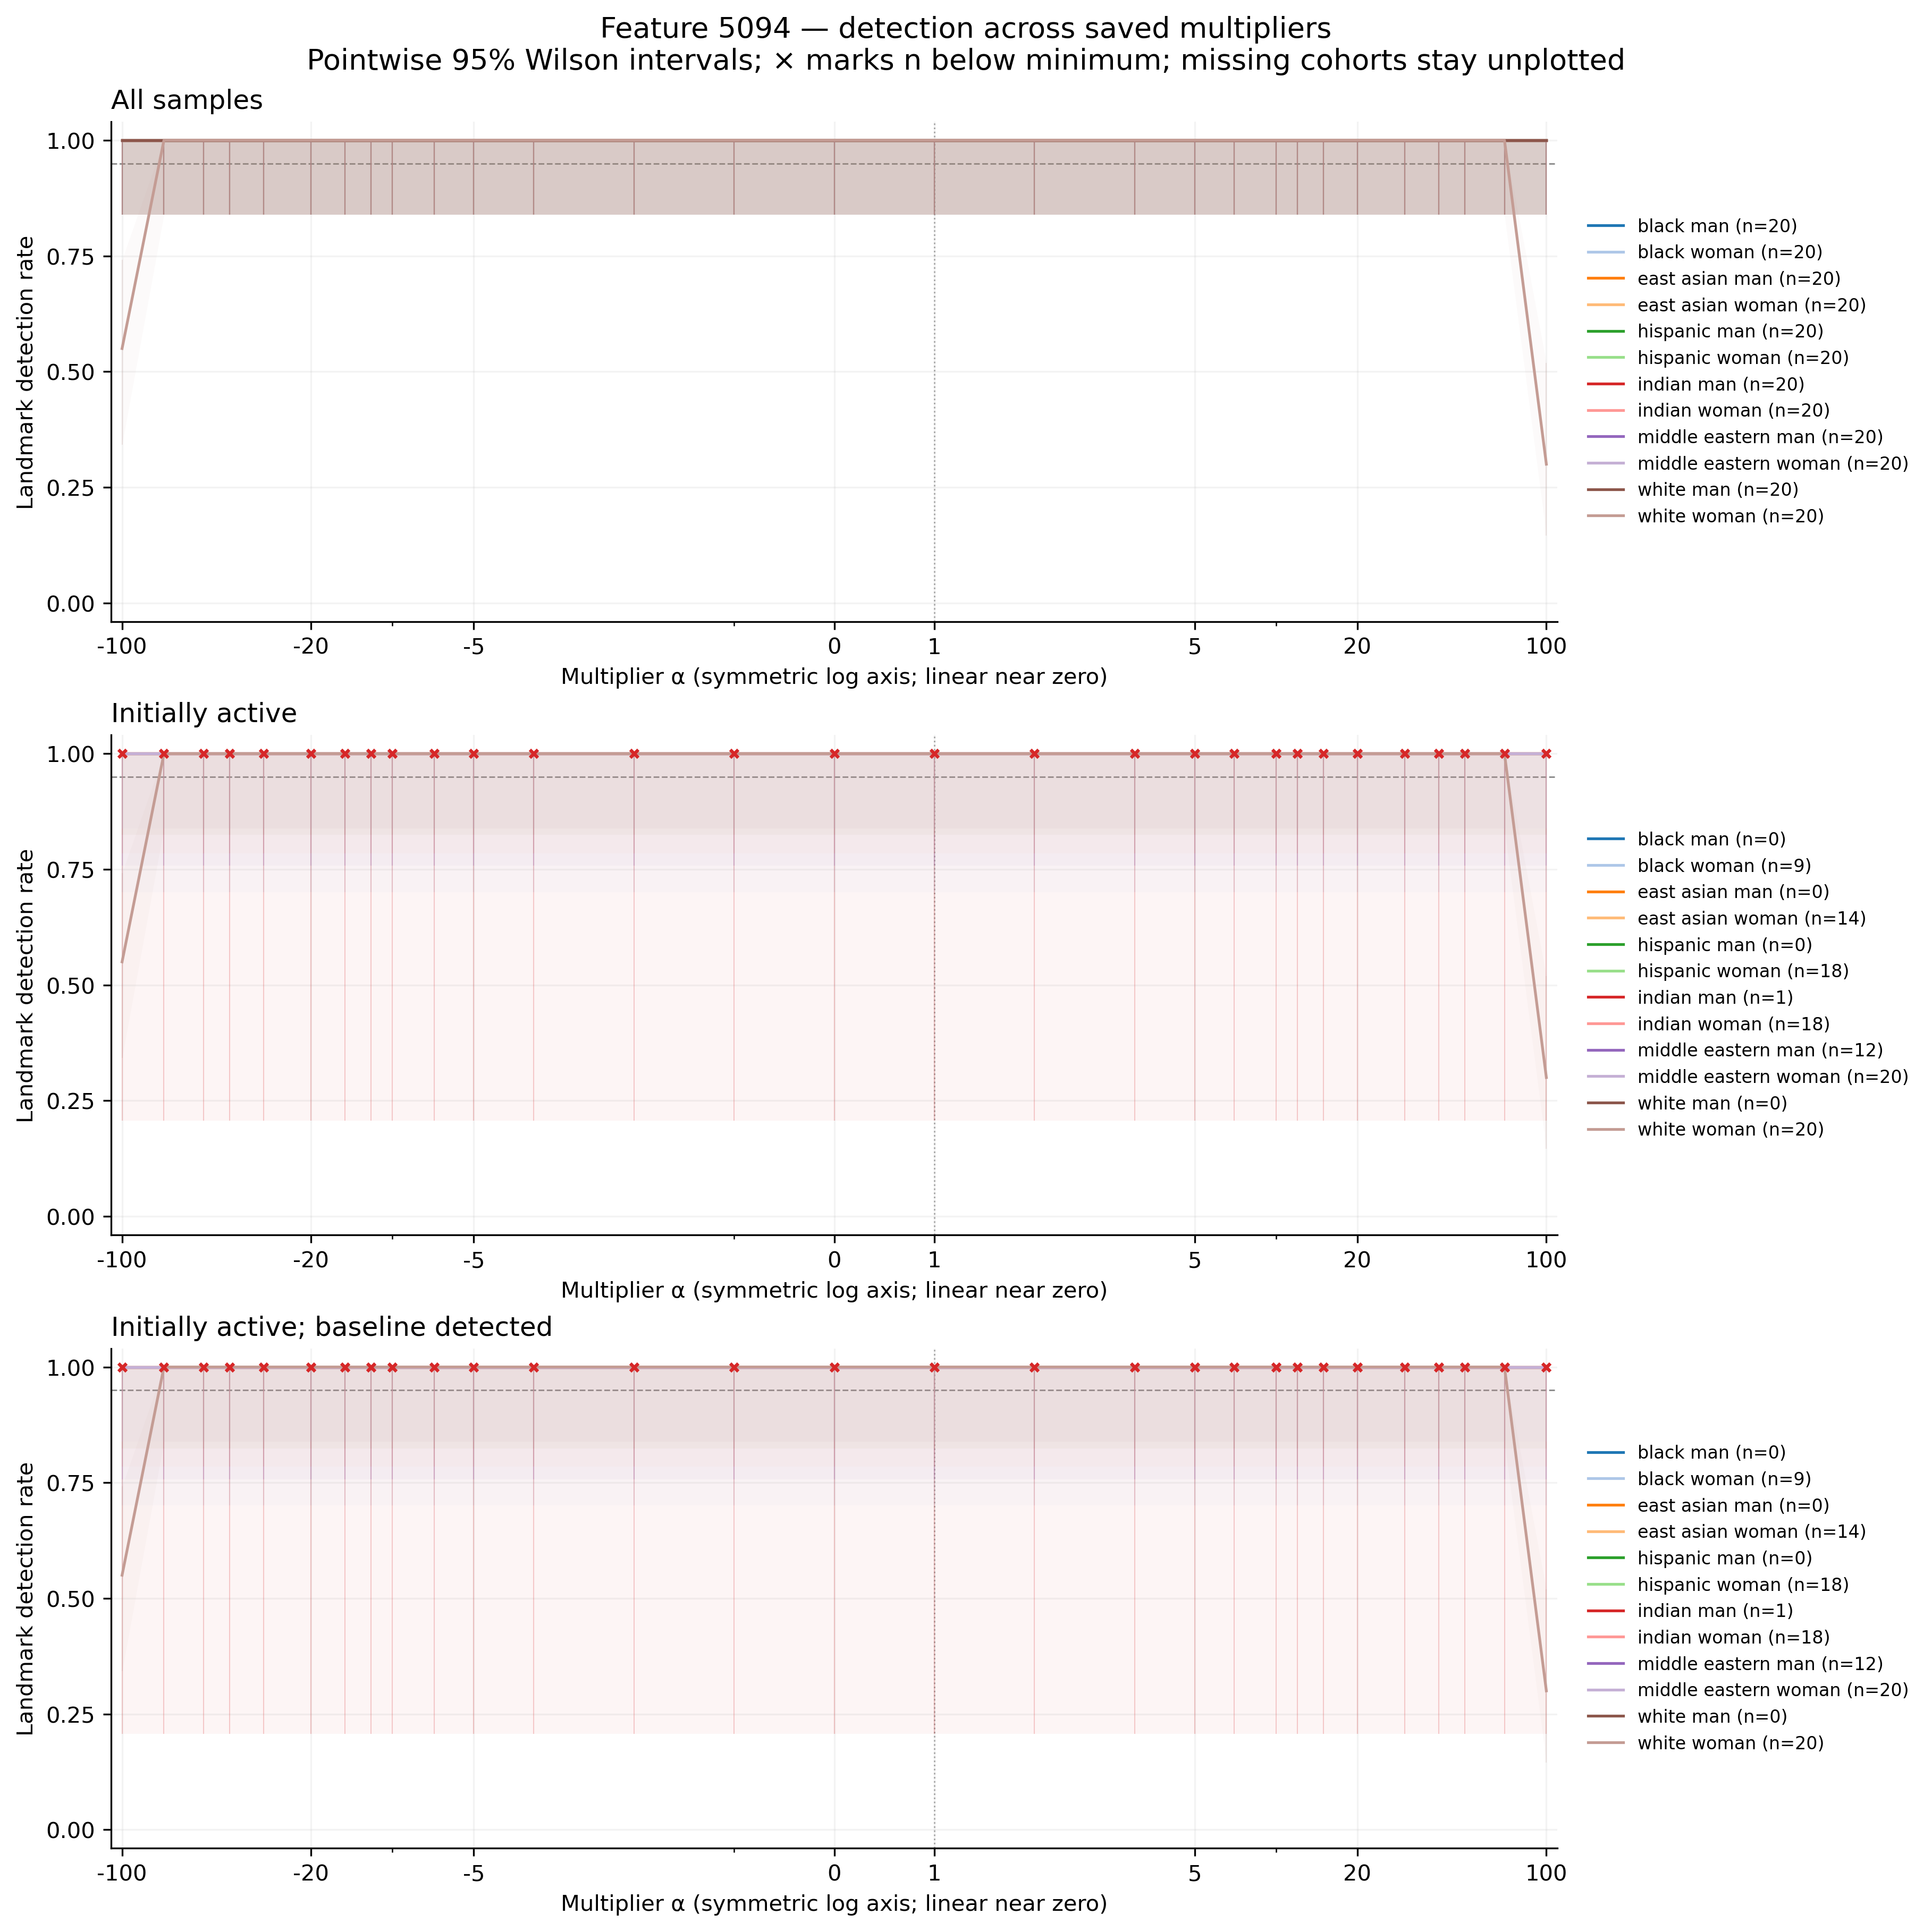 Feature 5094 — detection across saved multipliers
Pointwise 95% Wilson intervals; × marks n below minimum; missing cohorts stay unplotted
All samples
Landmark detection rate
1.00
0.75
0.50
0.25
0.00
-100 -20 -5 0 1 5 20 100
Multiplier α (symmetric log axis; linear near zero)
black man (n=20)
black woman (n=20)
east asian man (n=20)
east asian woman (n=20)
hispanic man (n=20)
hispanic woman (n=20)
indian man (n=20)
indian woman (n=20)
middle eastern man (n=20)
middle eastern woman (n=20)
white man (n=20)
white woman (n=20)
Initially active
Landmark detection rate
1.00
0.75
0.50
0.25
0.00
-100 -20 -5 0 1 5 20 100
Multiplier α (symmetric log axis; linear near zero)
black man (n=0)
black woman (n=9)
east asian man (n=0)
east asian woman (n=14)
hispanic man (n=0)
hispanic woman (n=18)
indian man (n=1)
indian woman (n=18)
middle eastern man (n=12)
middle eastern woman (n=20)
white man (n=0)
white woman (n=20)
Initially active; baseline detected
Landmark detection rate
1.00
0.75
0.50
0.25
0.00
-100 -20 -5 0 1 5 20 100
Multiplier α (symmetric log axis; linear near zero)
black man (n=0)
black woman (n=9)
east asian man (n=0)
east asian woman (n=14)
hispanic man (n=0)
hispanic woman (n=18)
indian man (n=1)
indian woman (n=18)
middle eastern man (n=12)
middle eastern woman (n=20)
white man (n=0)
white woman (n=20)